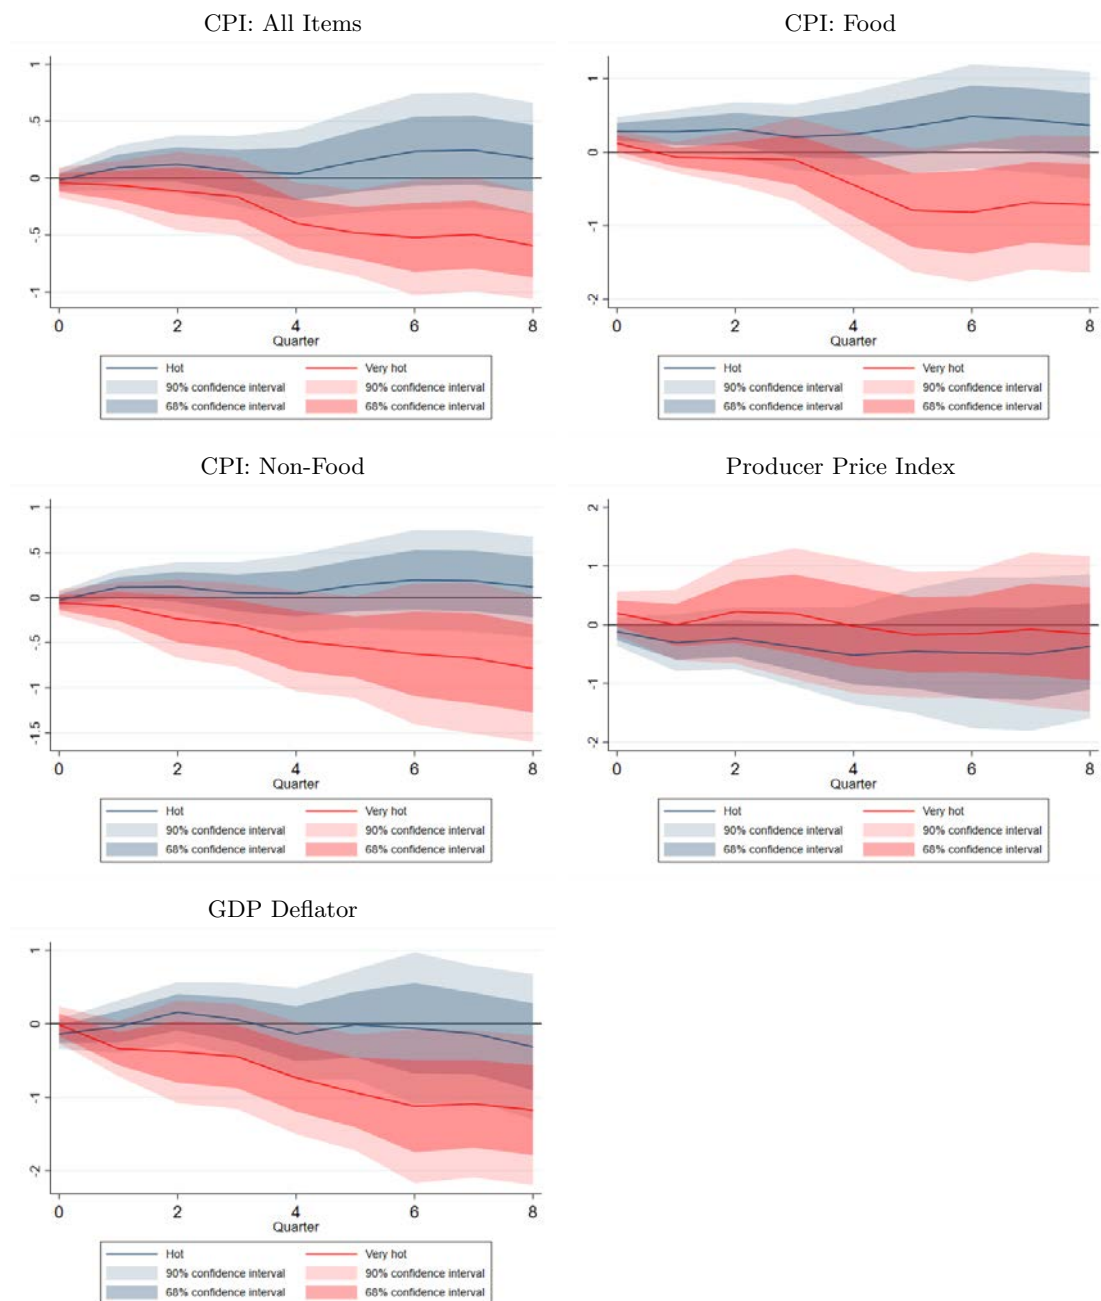 CPI: All Items
1
.5
0
-.5
-1
0 2 4 6 8
Quarter
Hot Very hot
90% confidence interval 90% confidence interval
68% confidence interval 68% confidence interval
CPI: Food
1
0
-1
-2
0 2 4 6 8
Quarter
Hot Very hot
90% confidence interval 90% confidence interval
68% confidence interval 68% confidence interval
CPI: Non-Food
1
.5
0
-.5
-1
-1.5
0 2 4 6 8
Quarter
Hot Very hot
90% confidence interval 90% confidence interval
68% confidence interval 68% confidence interval
Producer Price Index
2
1
0
-1
-2
0 2 4 6 8
Quarter
Hot Very hot
90% confidence interval 90% confidence interval
68% confidence interval 68% confidence interval
GDP Deflator
1
0
-1
-2
0 2 4 6 8
Quarter
Hot Very hot
90% confidence interval 90% confidence interval
68% confidence interval 68% confidence interval